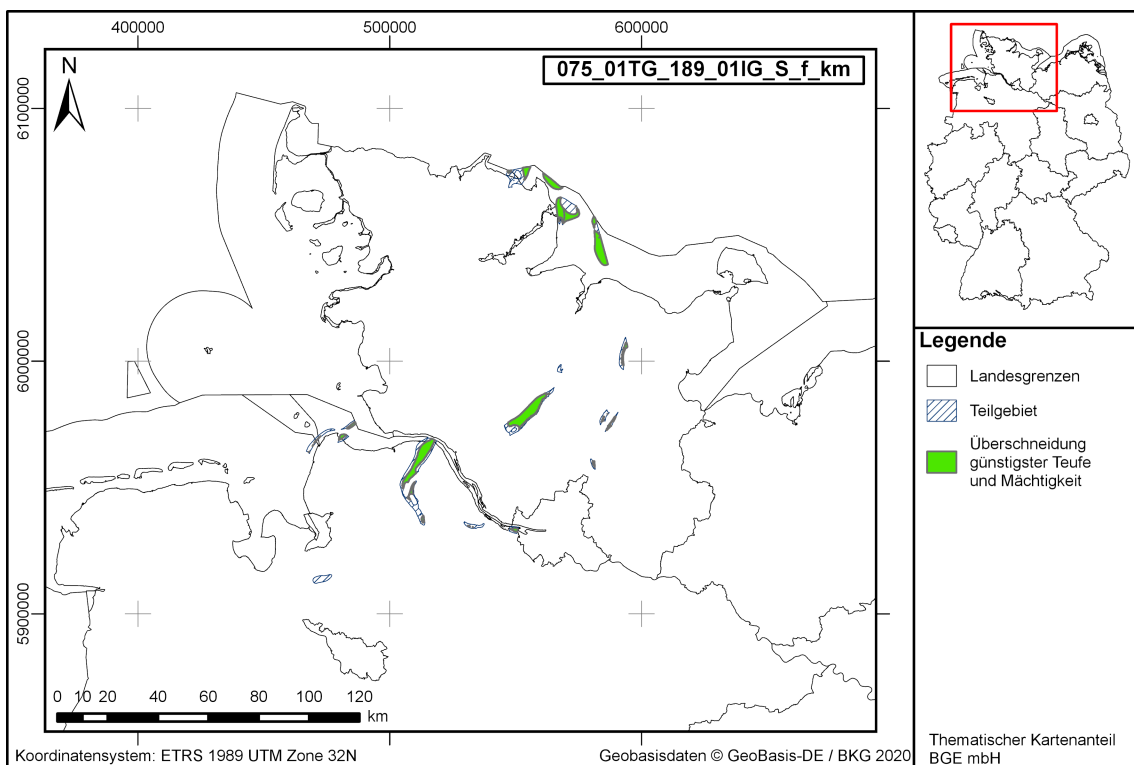 400000
500000
600000
075_01TG_189_01IG_S_f_km
N
6100000
6000000
5900000
0 10 20 40 60 80 100 120
km
Koordinatensystem: ETRS 1989 UTM Zone 32N
Geobasisdaten © GeoBasis-DE / BKG 2020
Legende
Landesgrenzen
Teilgebiet
Überschneidung
günstigster Teufe
und Mächtigkeit
Thematischer Kartenanteil
BGE mbH